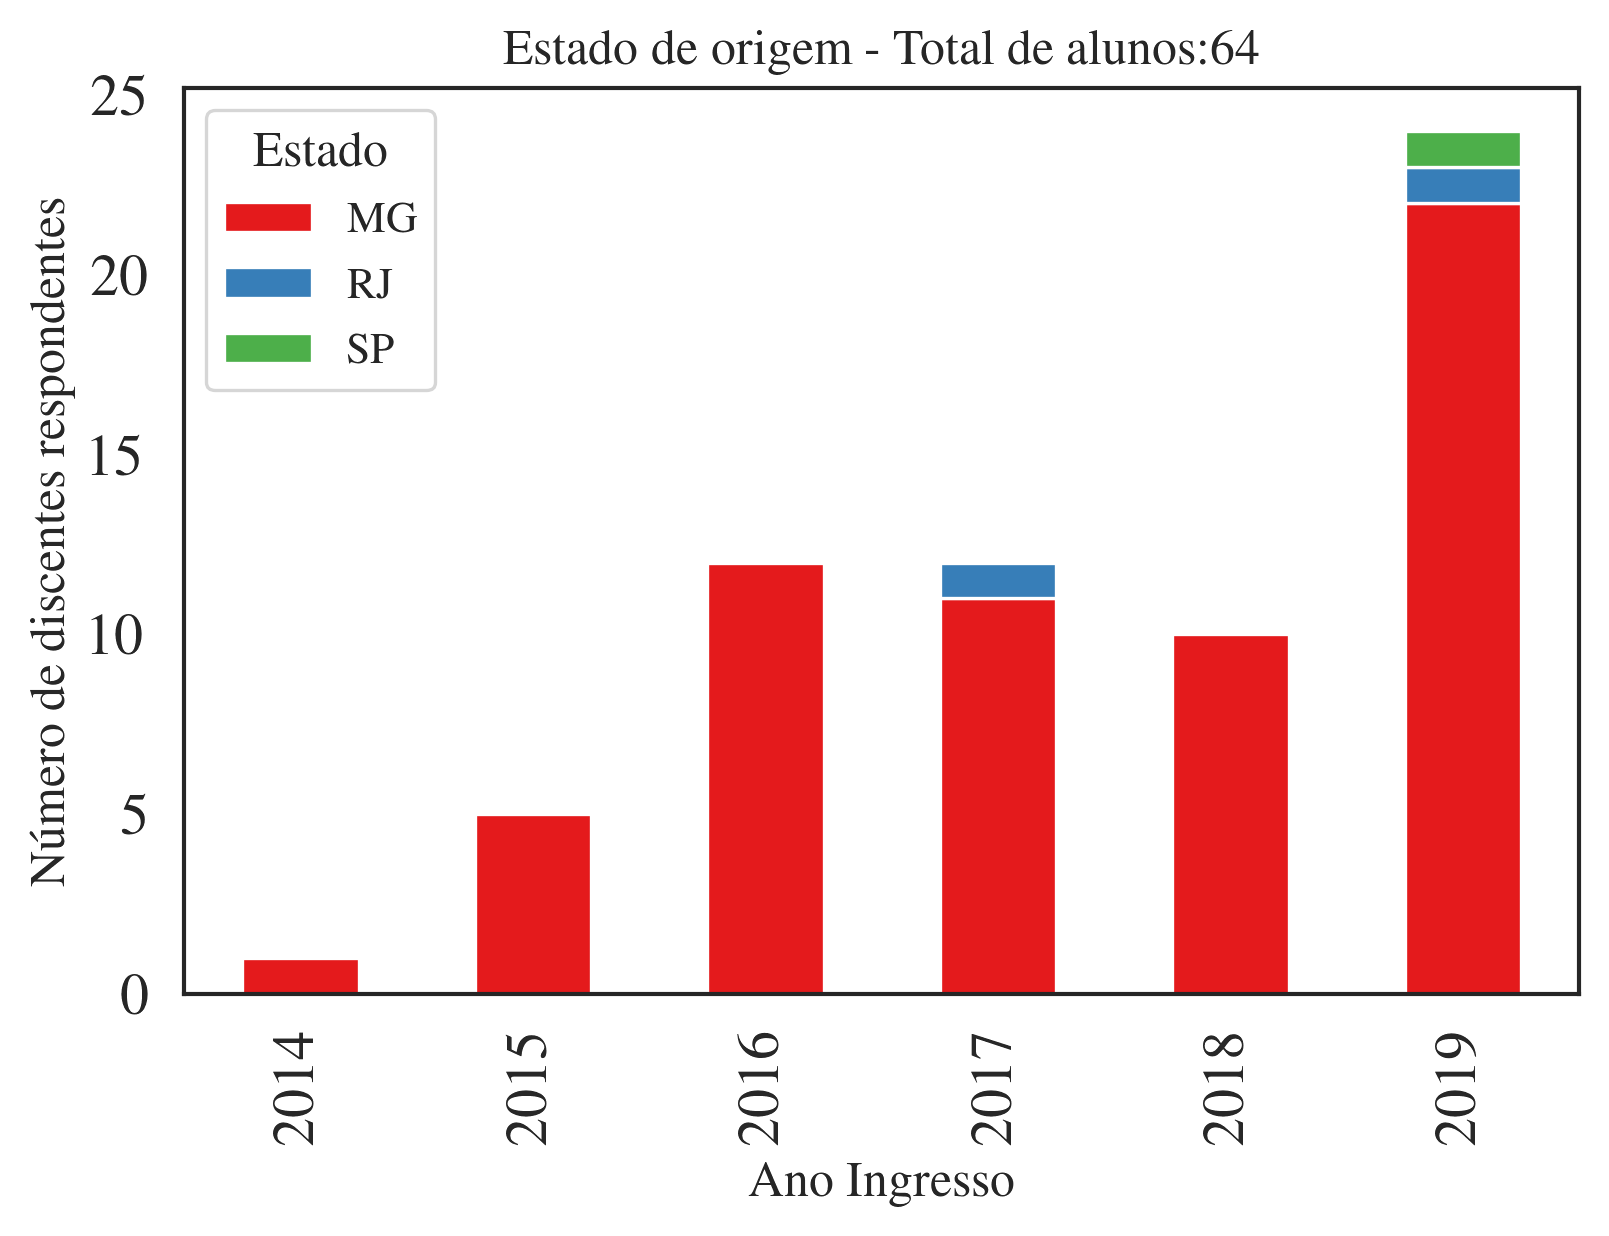 Estado de origem - Total de alunos:64
25
20
15
10
5
0
Número de discentes respondentes
Estado
MG
RJ
SP
2014
2015
2016
2017
2018
2019
Ano Ingresso